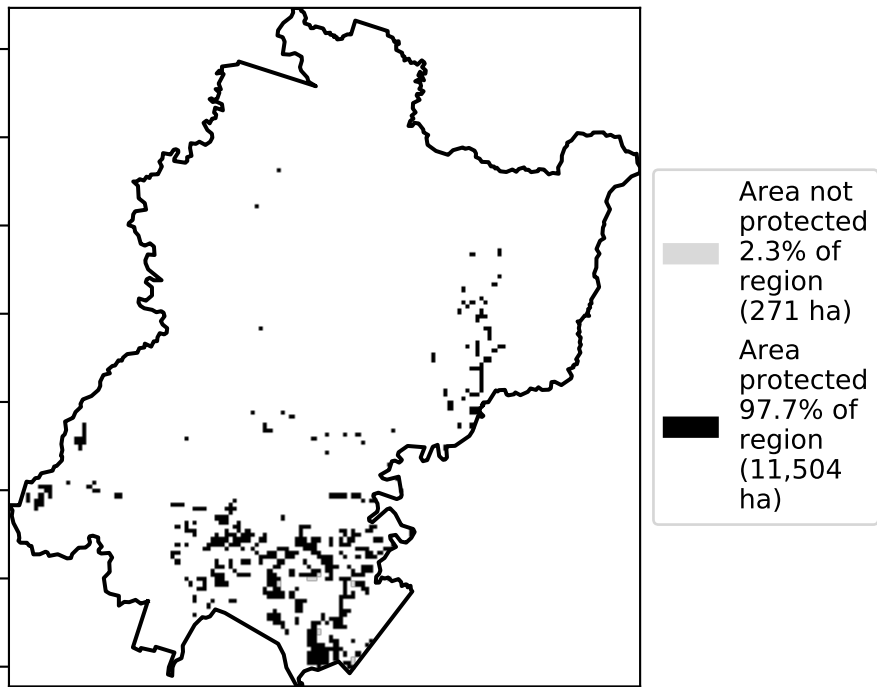 Area not
protected
2.3% of
region
(271 ha)
Area
protected
97.7% of
region
(11,504
ha)